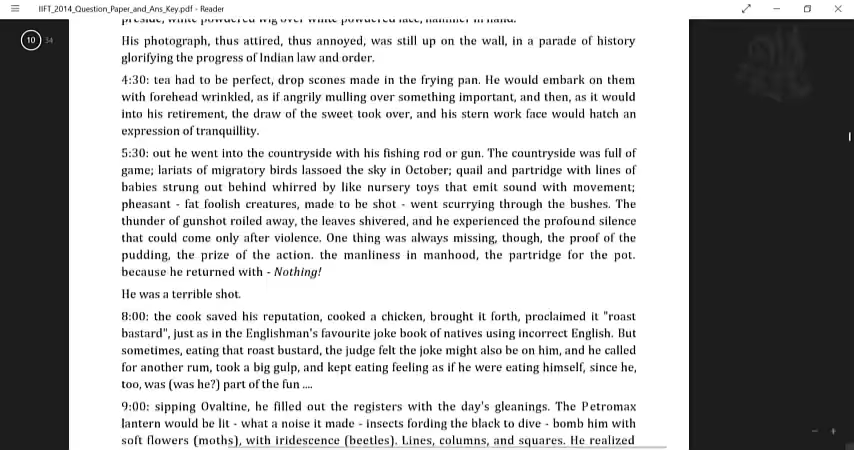 IIFT_2014_Question_Paper_and_Ans_Key.pdf - Reader
10 34
preside, white powdered wig over white powdered face, hammer in hand.
His photograph, thus attired, thus annoyed, was still up on the wall, in a parade of history
glorifying the progress of Indian law and order.
4:30: tea had to be perfect, drop scones made in the frying pan. He would embark on them
with forehead wrinkled, as if angrily mulling over something important, and then, as it would
into his retirement, the draw of the sweet took over, and his stern work face would hatch an
expression of tranquillity.
5:30: out he went into the countryside with his fishing rod or gun. The countryside was full of
game; lariats of migratory birds lassoed the sky in October; quail and partridge with lines of
babies strung out behind whirred by like nursery toys that emit sound with movement;
pheasant - fat foolish creatures, made to be shot - went scurrying through the bushes. The
thunder of gunshot roiled away, the leaves shivered, and he experienced the profound silence
that could come only after violence. One thing was always missing, though, the proof of the
pudding, the prize of the action. the manliness in manhood, the partridge for the pot.
because he returned with - Nothing!
He was a terrible shot.
8:00: the cook saved his reputation, cooked a chicken, brought it forth, proclaimed it "roast
bastard", just as in the Englishman's favourite joke book of natives using incorrect English. But
sometimes, eating that roast bustard, the judge felt the joke might also be on him, and he called
for another rum, took a big gulp, and kept eating feeling as if he were eating himself, since he,
too, was (was he?) part of the fun ....
9:00: sipping Ovaltine, he filled out the registers with the day's gleanings. The Petromax
lantern would be lit - what a noise it made - insects fording the black to dive - bomb him with
soft flowers (moths), with iridescence (beetles). Lines, columns, and squares. He realized